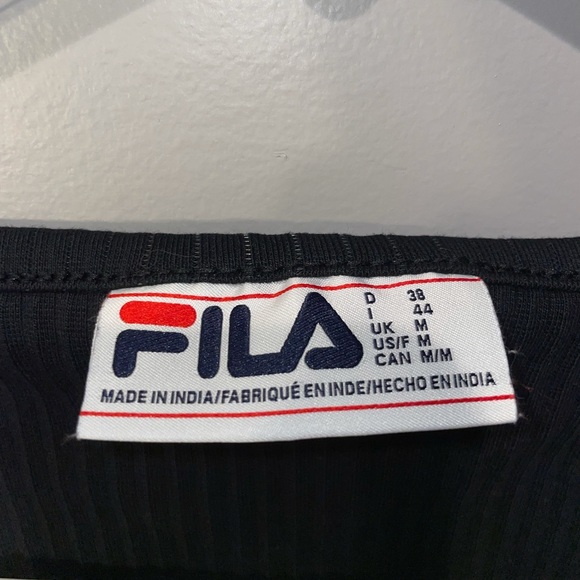 FILA
D 38
I 44
UK M
US/F M
CAN M/M
MADE IN INDIA/FABRIQUÉ EN INDE/HECHO EN INDIA